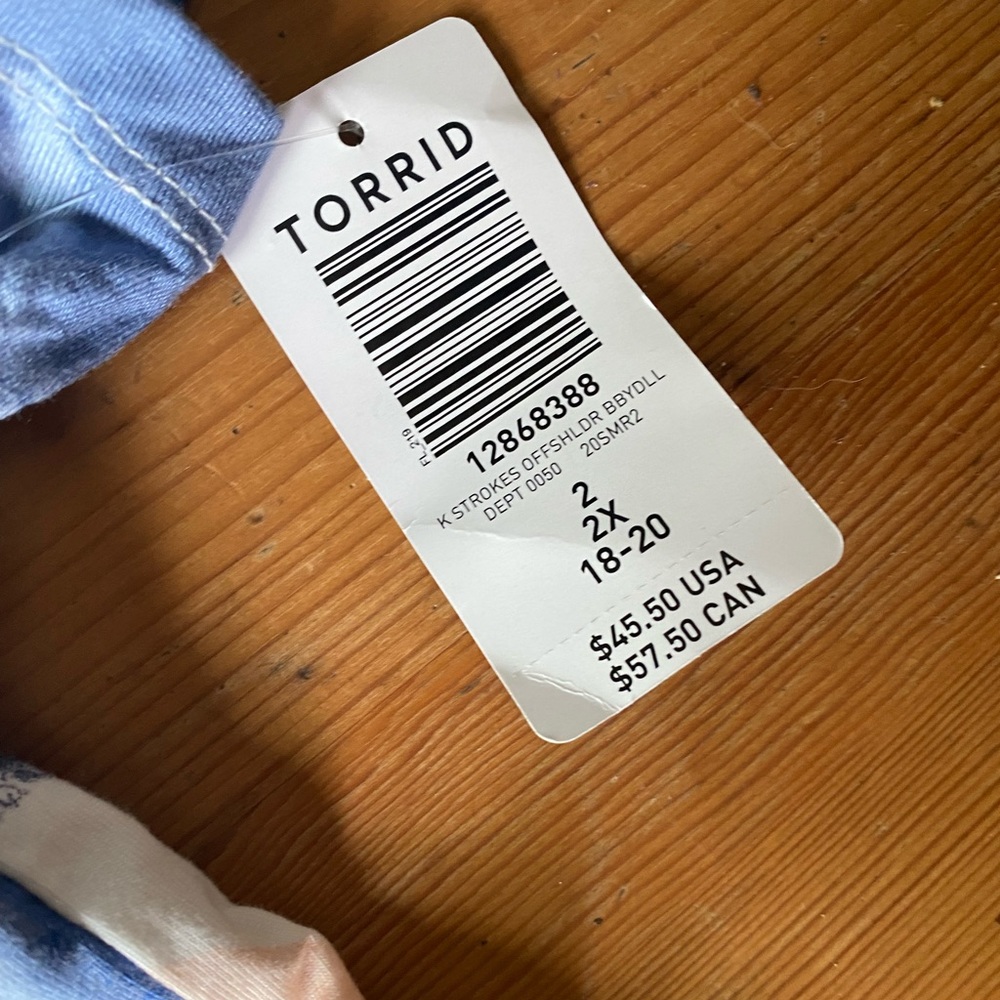 TORRID
FL-219
12868388
K STROKES OFFSHLDR BBYDLL
DEPT 0050 20SMR2
2
2X
18-20
$45.50 USA
$57.50 CAN